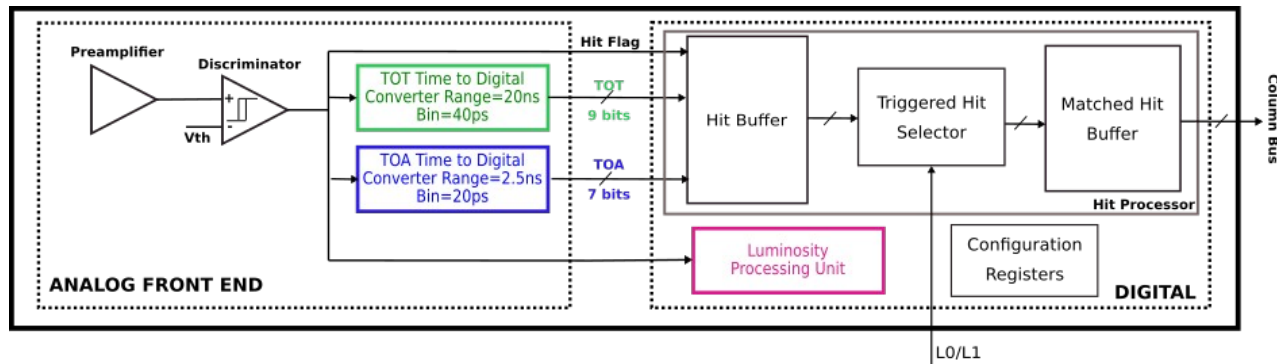 Preamplifier
Discriminator
+
-
Vth
Hit Flag
TOT Time to Digital
Converter Range=20ns
Bin=40ps
TOT
9 bits
TOA Time to Digital
Converter Range=2.5ns
Bin=20ps
TOA
7 bits
Hit Buffer
Triggered Hit
Selector
Matched Hit
Buffer
Hit Processor
Column Bus
Luminosity
Processing Unit
Configuration
Registers
ANALOG FRONT END
DIGITAL
L0/L1